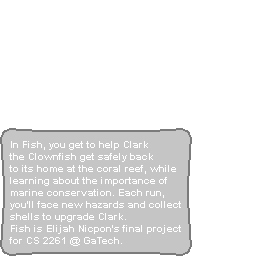 In Fish, you get to help Clark
the Clownfish get safely back
to its home at the coral reef, while
learning about the importance of
marine conservation. Each run,
you'll face new hazards and collect
shells to upgrade Clark.
Fish is Elijah Niopon's final project
for CS 2261 @ GaTech.